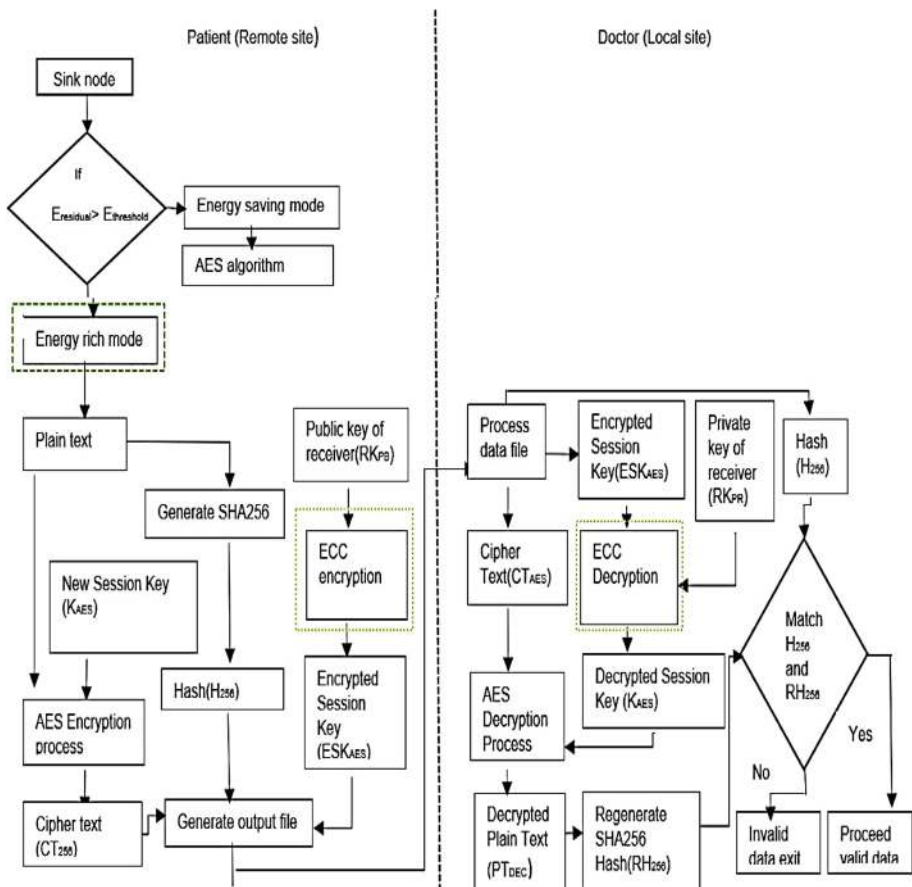 Patient (Remote site)
Doctor (Local site)
Sink node
If
Eresidual> Ethreshold
Energy saving mode
AES algorithm
Energy rich mode
Plain text
Public key of
receiver(RKPB)
Generate SHA256
ECC
encryption
New Session Key
(KAES)
Hash(H256)
Encrypted
Session
Key
(ESKAES)
AES Encryption
process
Cipher text
(CT256)
Generate output file
Process
data file
Encrypted
Session
Key(ESKAES)
Private
key of
receiver
(RKPR)
Hash
(H256)
Cipher
Text(CTAES)
ECC
Decryption
Match
H256
and
RH256
AES
Decryption
Process
Decrypted Session
Key (KAES)
Yes
No
Decrypted
Plain Text
(PTDEC)
Regenerate
SHA256
Hash(RH256)
Invalid
data exit
Proceed
valid data